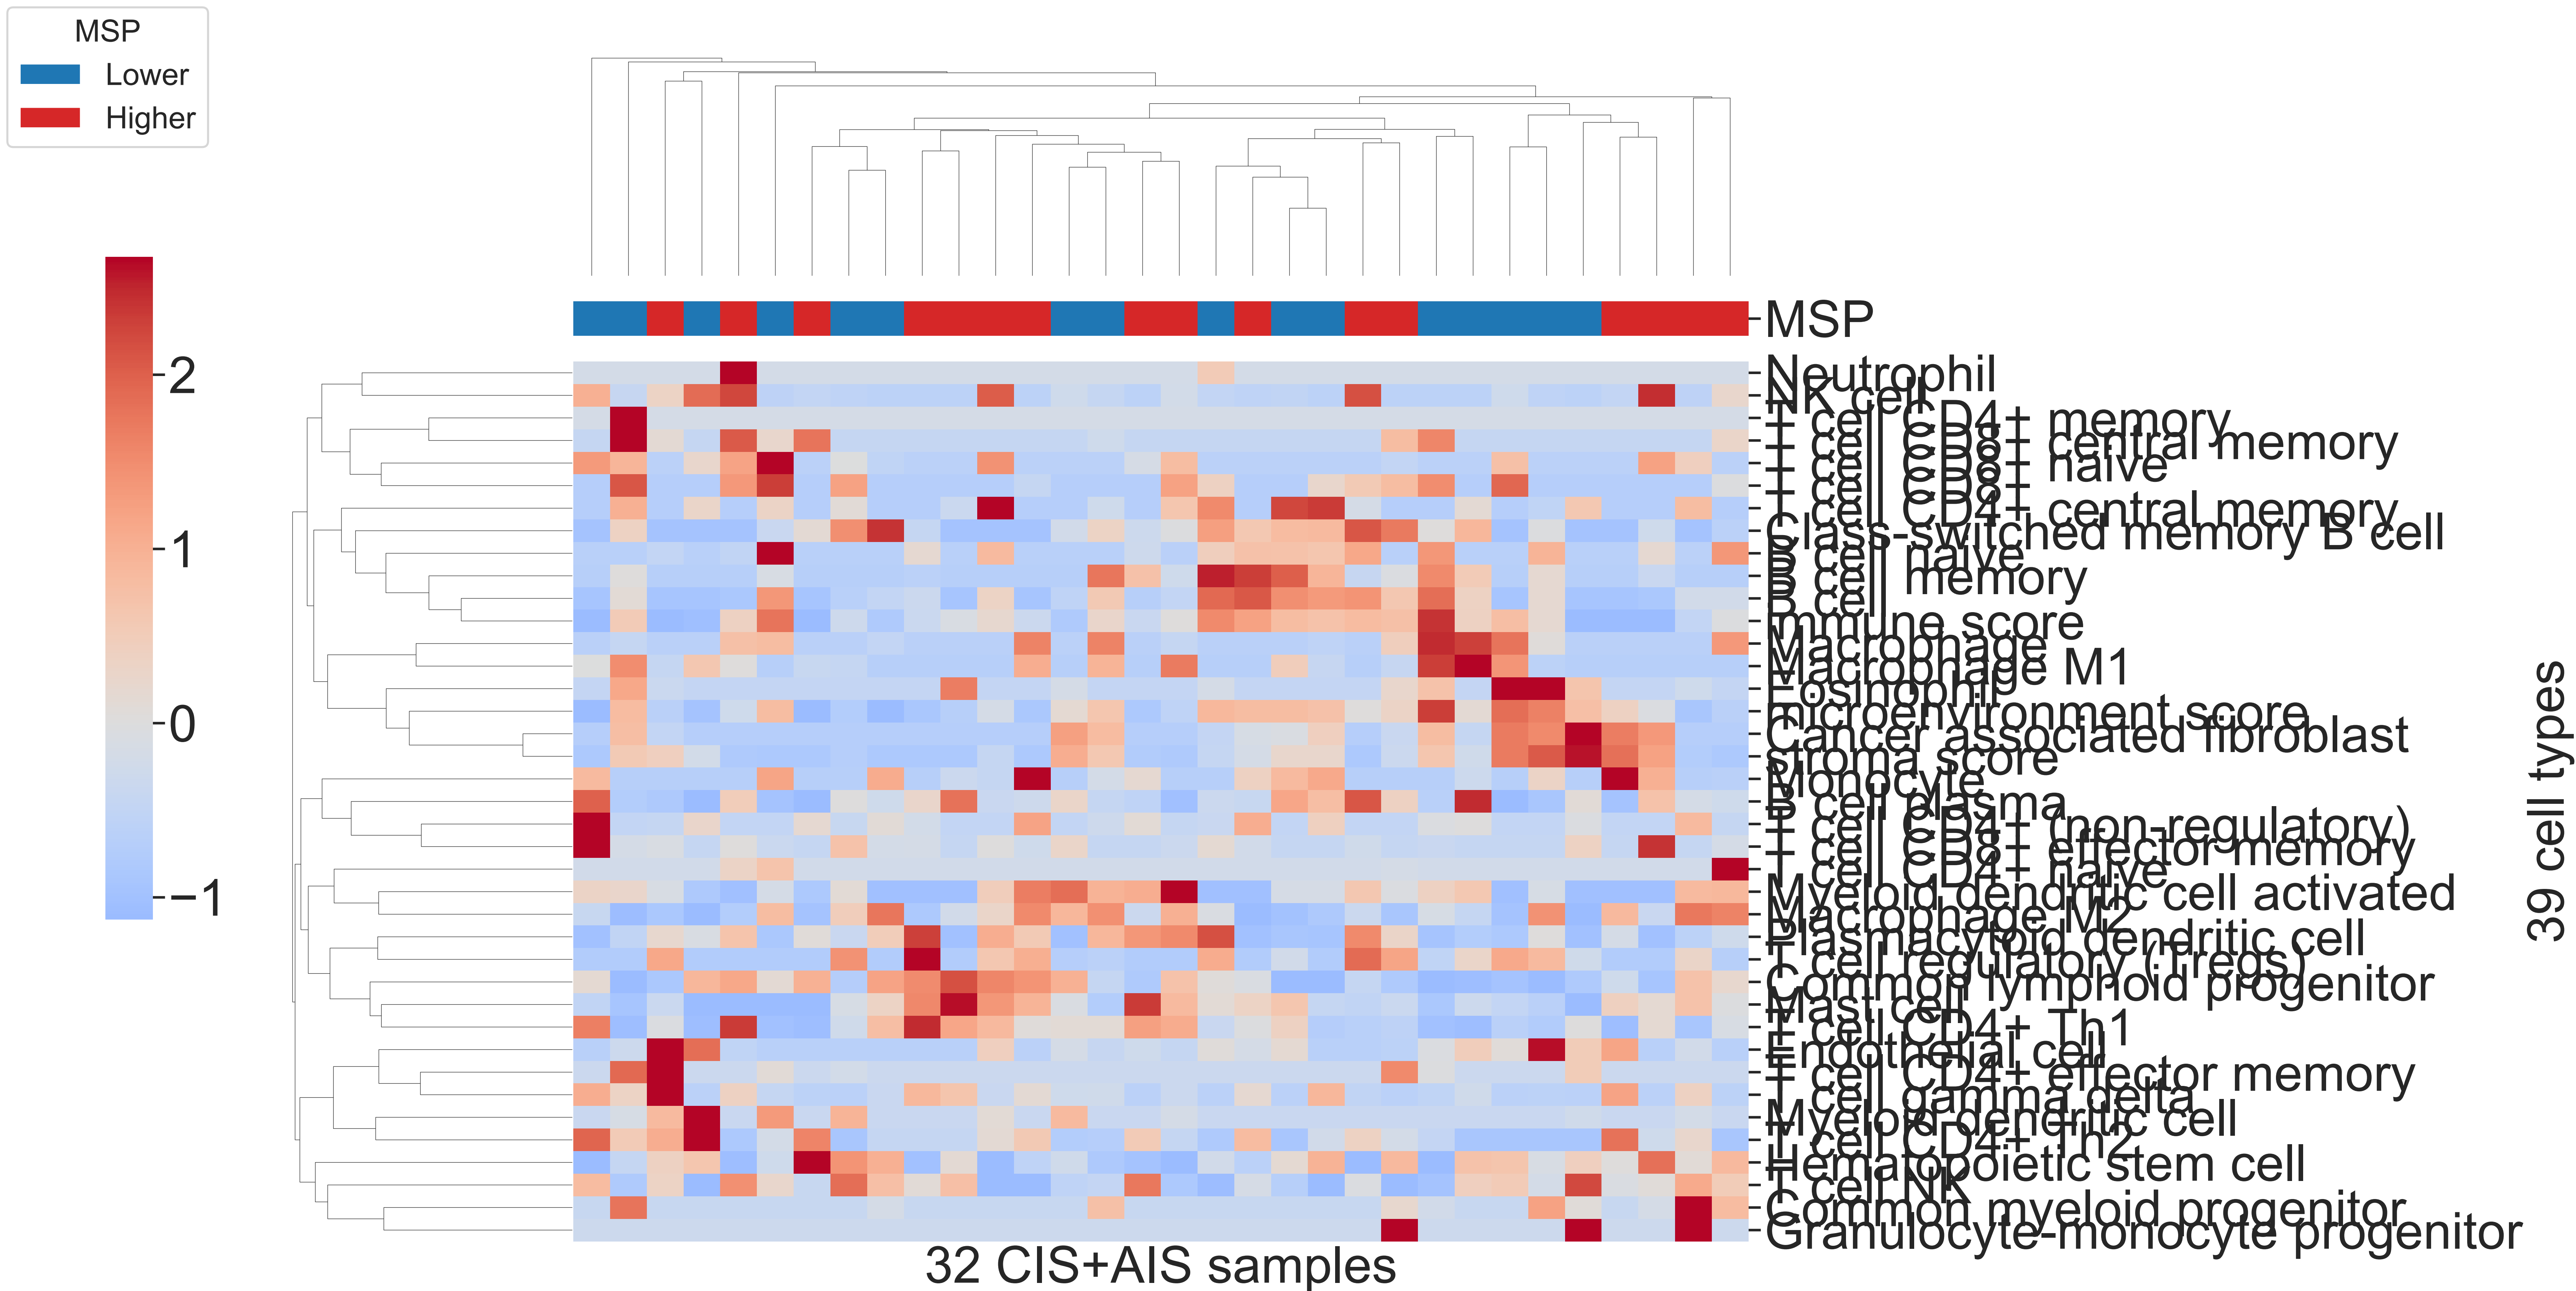 MSP
Lower
Higher
2
1
0
−1
MSP
Neutrophil
NK cell
T cell CD4+ memory
T cell CD8+ central memory
T cell CD8+ naive
T cell CD8+
T cell CD4+ central memory
Class-switched memory B cell
B cell naive
B cell memory
B cell
immune score
Macrophage
Macrophage M1
Eosinophil
microenvironment score
Cancer associated fibroblast
stroma score
Monocyte
B cell plasma
T cell CD4+ (non-regulatory)
T cell CD8+ effector memory
T cell CD4+ naive
Myeloid dendritic cell activated
Macrophage M2
Plasmacytoid dendritic cell
T cell regulatory (Tregs)
Common lymphoid progenitor
Mast cell
T cell CD4+ Th1
Endothelial cell
T cell CD4+ effector memory
T cell gamma delta
Myeloid dendritic cell
T cell CD4+ Th2
Hematopoietic stem cell
T cell NK
Common myeloid progenitor
Granulocyte-monocyte progenitor
39 cell types
32 CIS+AIS samples